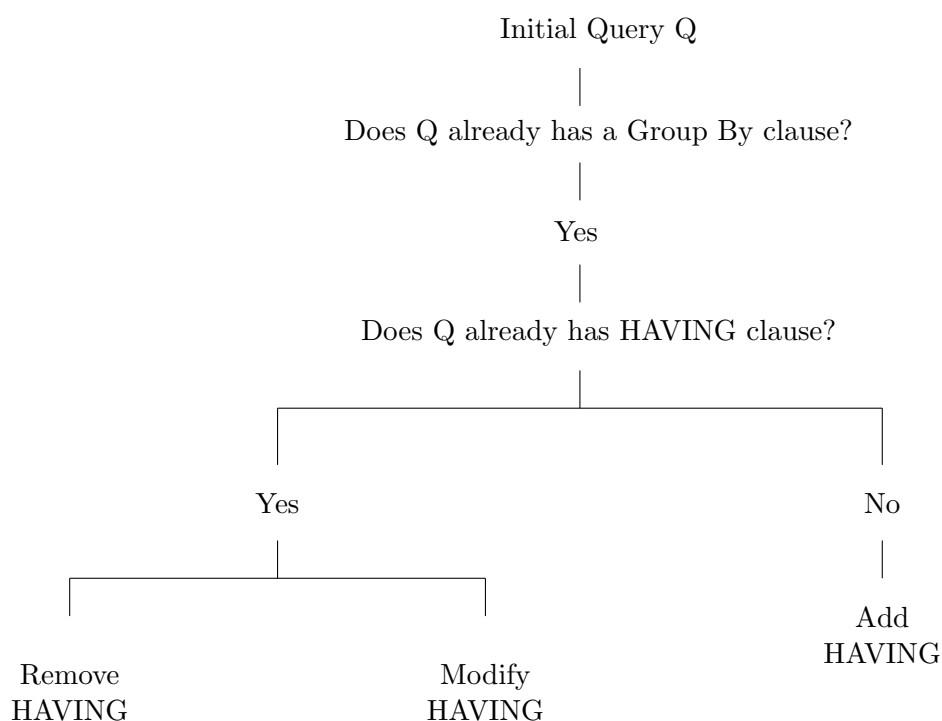 Initial Query Q
Does Q already has a Group By clause?
Yes
Does Q already has HAVING clause?
Yes
No
Add
HAVING
Remove
HAVING
Modify
HAVING